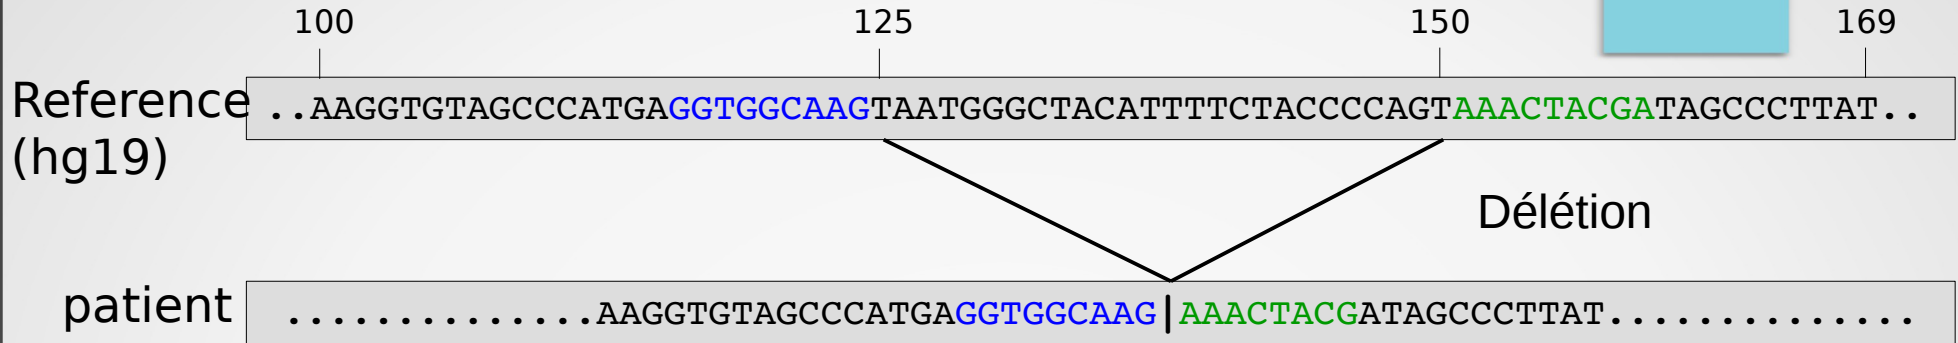 100 125 150 169
Reference ..AAGGTGTAGCCCATGAGGTGGCAAGTAATGGGCTACATTTTCTACCCCAGTAAACTACGATAGCCCTTAT..
(hg19)
Délétion
patient ..............AAGGTGTAGCCCATGAGGTGGCAAG|AAACTACGATAGCCCTTAT..............